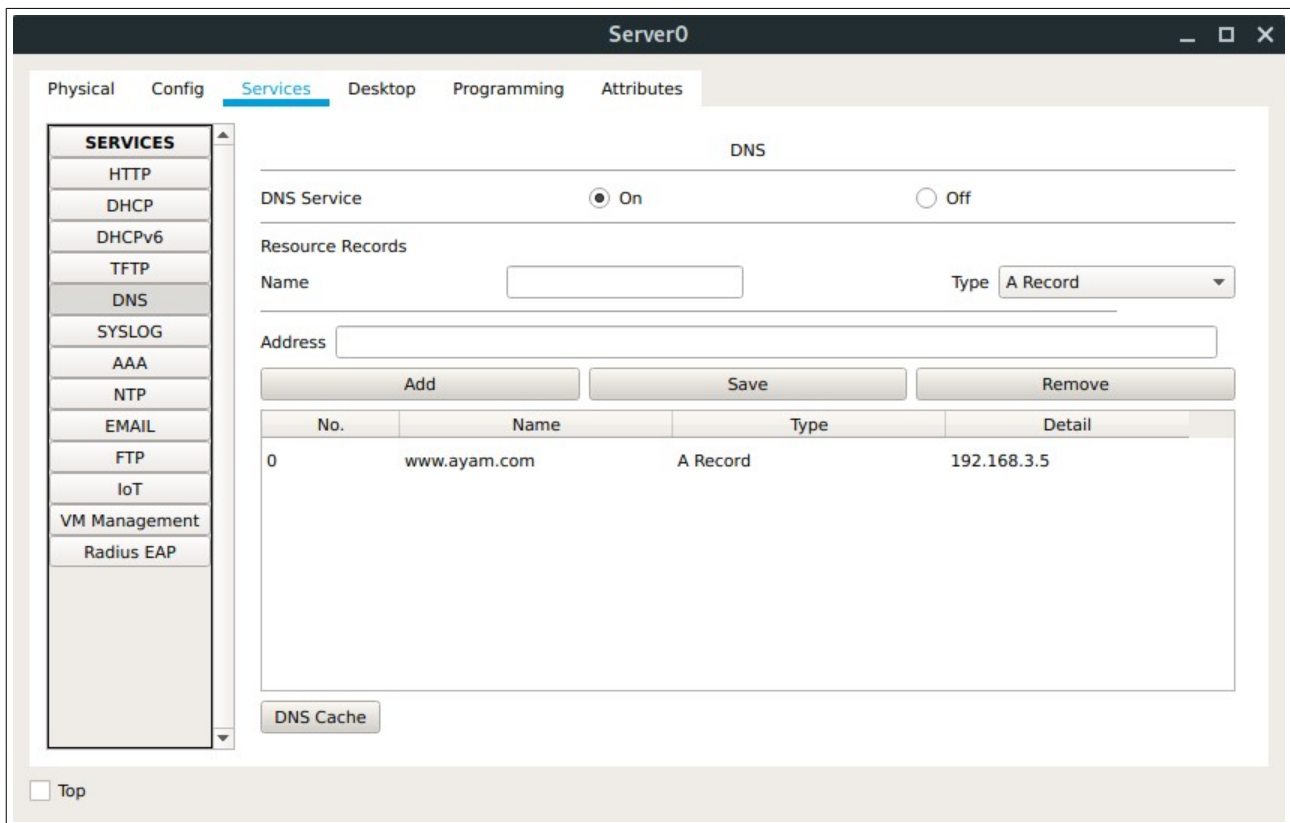 Server0
Physical Config Services Desktop Programming Attributes
SERVICES
HTTP
DHCP
DHCPv6
TFTP
DNS
SYSLOG
AAA
NTP
EMAIL
FTP
IoT
VM Management
Radius EAP
DNS
DNS Service On Off
Resource Records
Name Type A Record
Address
Add Save Remove
No. Name Type Detail
0 www.ayam.com A Record 192.168.3.5
DNS Cache
Top